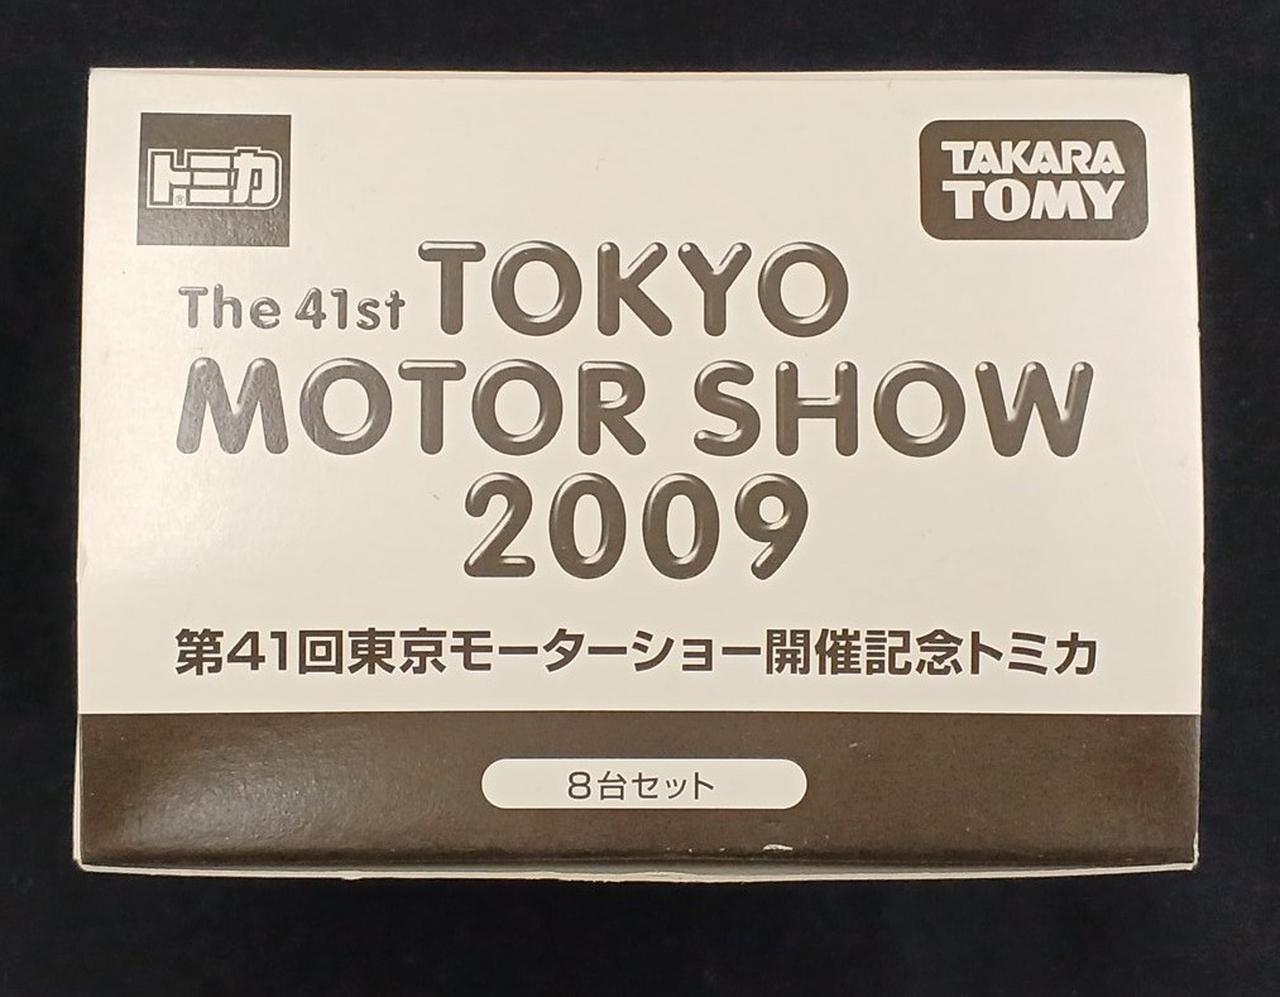 トミカ®
TAKARA
TOMY
The 41st TOKYO
MOTOR SHOW
2009
第41回東京モーターショー開催記念トミカ
8台セット